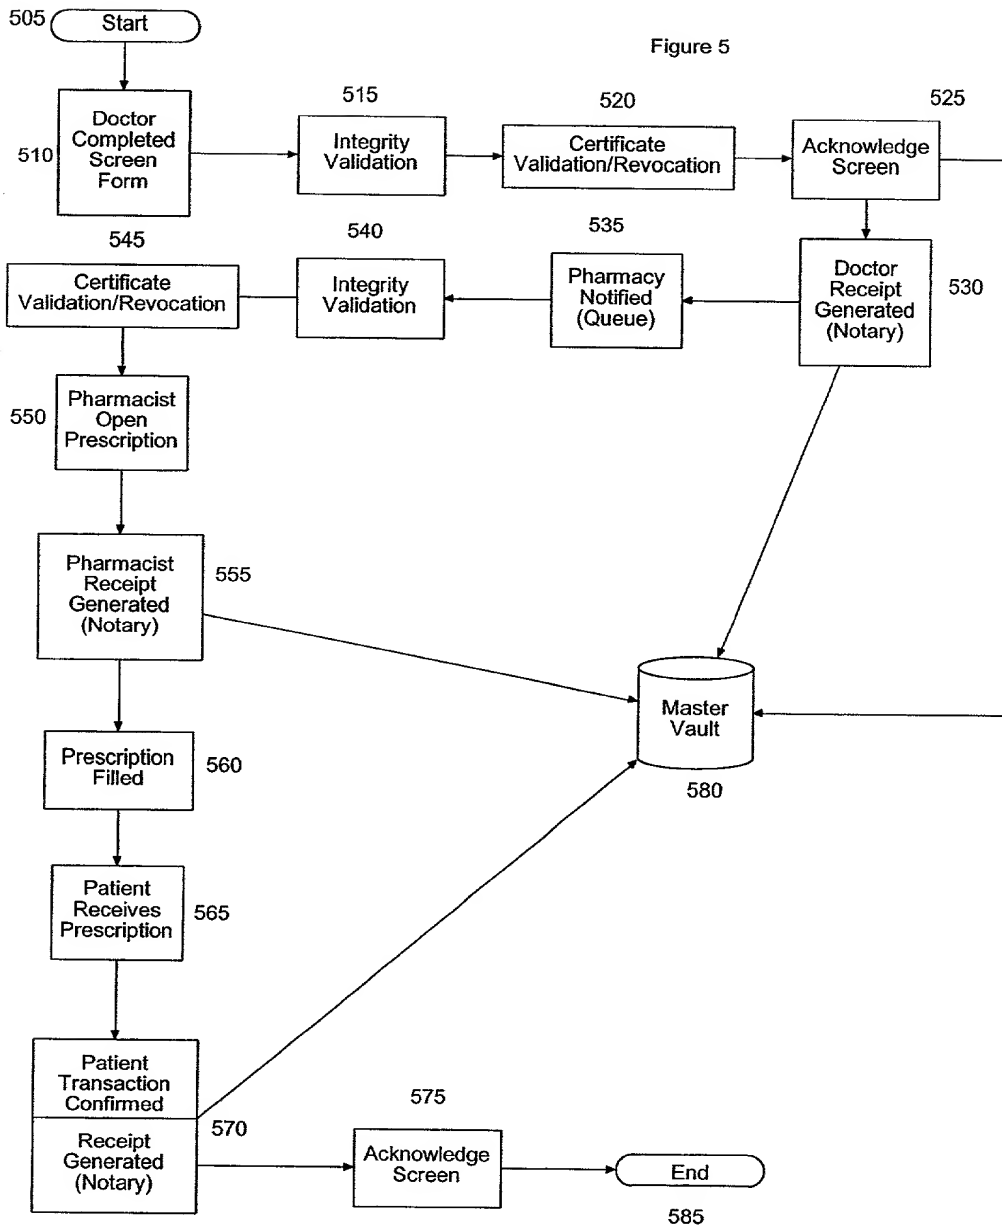 505
Start
Figure 5
510
Doctor
Completed
Screen
Form
515
Integrity
Validation
520
Certificate
Validation/Revocation
525
Acknowledge
Screen
545
Certificate
Validation/Revocation
540
Integrity
Validation
535
Pharmacy
Notified
(Queue)
Doctor
Receipt
Generated
(Notary)
530
550
Pharmacist
Open
Prescription
Pharmacist
Receipt
Generated
(Notary)
555
Master
Vault
580
Prescription
Filled
560
Patient
Receives
Prescription
565
Patient
Transaction
Confirmed
570
Receipt
Generated
(Notary)
575
Acknowledge
Screen
End
585